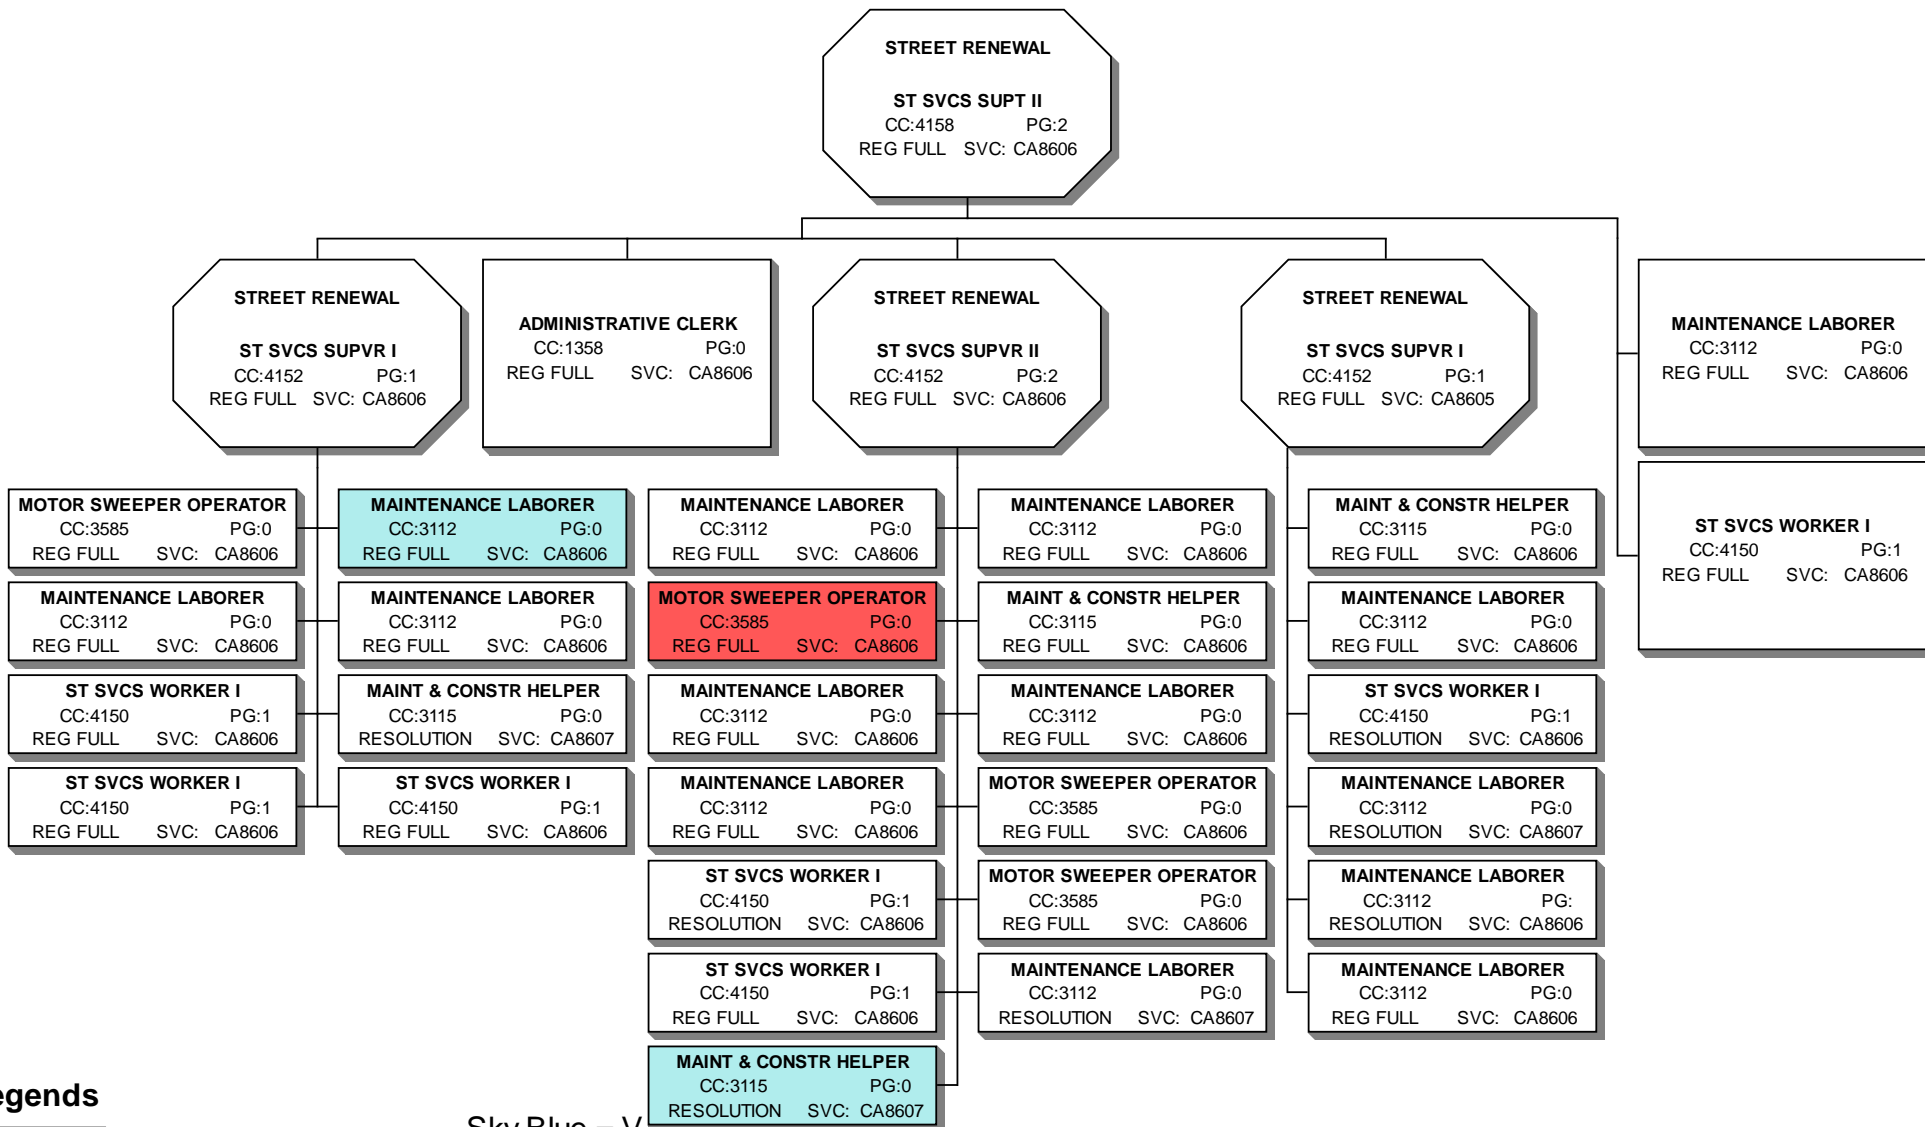 STREET RENEWAL
ST SVCS SUPT II
CC:4158 PG:2
REG FULL SVC: CA8606
STREET RENEWAL
ST SVCS SUPVR I
CC:4152 PG:1
REG FULL SVC: CA8606
ADMINISTRATIVE CLERK
CC:1358 PG:0
REG FULL SVC: CA8606
STREET RENEWAL
ST SVCS SUPVR II
CC:4152 PG:2
REG FULL SVC: CA8606
STREET RENEWAL
ST SVCS SUPVR I
CC:4152 PG:1
REG FULL SVC: CA8605
MAINTENANCE LABORER
CC:3112 PG:0
REG FULL SVC: CA8606
ST SVCS WORKER I
CC:4150 PG:1
REG FULL SVC: CA8606
MOTOR SWEEPER OPERATOR
CC:3585 PG:0
REG FULL SVC: CA8606
MAINTENANCE LABORER
CC:3112 PG:0
REG FULL SVC: CA8606
MAINTENANCE LABORER
CC:3112 PG:0
REG FULL SVC: CA8606
MAINTENANCE LABORER
CC:3112 PG:0
REG FULL SVC: CA8606
ST SVCS WORKER I
CC:4150 PG:1
REG FULL SVC: CA8606
MAINT & CONSTR HELPER
CC:3115 PG:0
RESOLUTION SVC: CA8607
ST SVCS WORKER I
CC:4150 PG:1
REG FULL SVC: CA8606
ST SVCS WORKER I
CC:4150 PG:1
REG FULL SVC: CA8606
MAINTENANCE LABORER
CC:3112 PG:0
REG FULL SVC: CA8606
MAINTENANCE LABORER
CC:3112 PG:0
REG FULL SVC: CA8606
MOTOR SWEEPER OPERATOR
CC:3585 PG:0
REG FULL SVC: CA8606
MAINT & CONSTR HELPER
CC:3115 PG:0
REG FULL SVC: CA8606
MAINTENANCE LABORER
CC:3112 PG:0
REG FULL SVC: CA8606
MAINTENANCE LABORER
CC:3112 PG:0
REG FULL SVC: CA8606
MAINTENANCE LABORER
CC:3112 PG:0
REG FULL SVC: CA8606
MOTOR SWEEPER OPERATOR
CC:3585 PG:0
REG FULL SVC: CA8606
ST SVCS WORKER I
CC:4150 PG:1
RESOLUTION SVC: CA8606
MOTOR SWEEPER OPERATOR
CC:3585 PG:0
REG FULL SVC: CA8606
ST SVCS WORKER I
CC:4150 PG:1
REG FULL SVC: CA8606
MAINTENANCE LABORER
CC:3112 PG:0
RESOLUTION SVC: CA8607
MAINT & CONSTR HELPER
CC:3115 PG:0
RESOLUTION SVC: CA8607
MAINT & CONSTR HELPER
CC:3115 PG:0
REG FULL SVC: CA8606
MAINTENANCE LABORER
CC:3112 PG:0
REG FULL SVC: CA8606
ST SVCS WORKER I
CC:4150 PG:1
RESOLUTION SVC: CA8606
MAINTENANCE LABORER
CC:3112 PG:0
RESOLUTION SVC: CA8607
MAINTENANCE LABORER
CC:3112 PG:
RESOLUTION SVC: CA8606
MAINTENANCE LABORER
CC:3112 PG:0
REG FULL SVC: CA8606
egends
Sky Blue = V